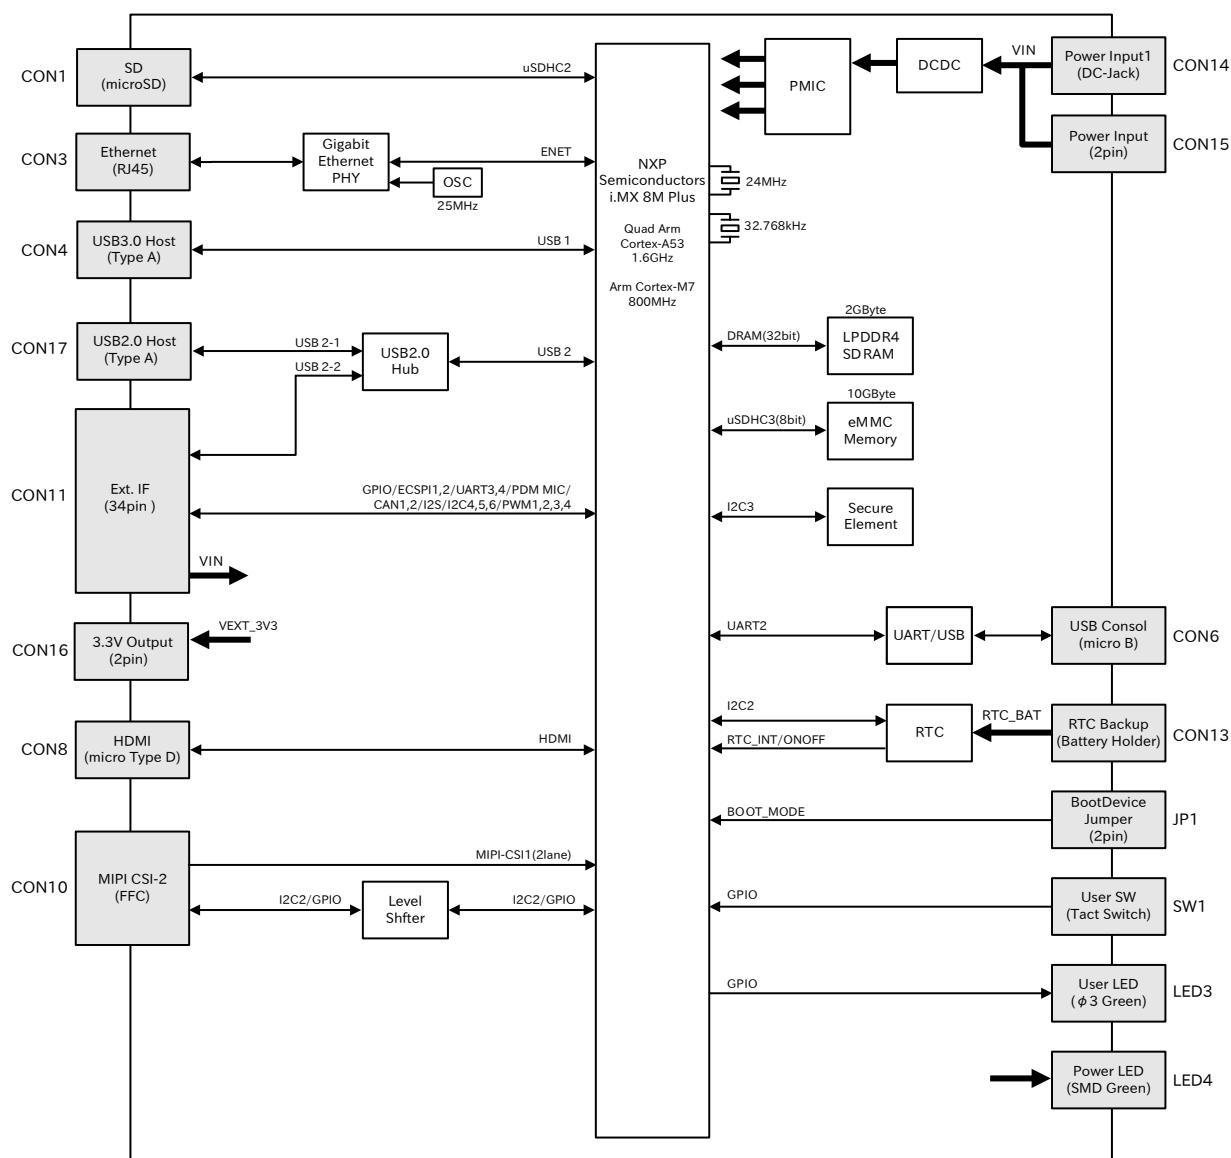 CON1
SD
(microSD)
uSDHC2
CON3
Ethernet
(RJ45)
Gigabit
Ethernet
PHY
ENET
OSC
25MHz
CON4
USB3.0 Host
(Type A)
USB 1
CON17
USB2.0 Host
(Type A)
USB 2-1
USB 2-2
USB2.0
Hub
USB 2
CON11
Ext. IF
(34pin )
GPIO/ECSPI1,2/UART3,4/PDM MIC/
CAN1,2/I2S/I2C4,5,6/PWM1,2,3,4
VIN
CON16
3.3V Output
(2pin)
VEXT_3V3
CON8
HDMI
(micro Type D)
HDMI
CON10
MIPI CSI-2
(FFC)
MIPI-CSI1(2lane)
I2C2/GPIO
Level
Shfter
I2C2/GPIO
NXP
Semiconductors
i.MX 8M Plus
Quad Arm
Cortex-A53
1.6GHz
Arm Cortex-M7
800MHz
PMIC
DCDC
VIN
Power Input1
(DC-Jack)
CON14
Power Input
(2pin)
CON15
24MHz
32.768kHz
DRAM(32bit)
2GByte
LPDDR4
SDRAM
uSDHC3(8bit)
10GByte
eMMC
Memory
I2C3
Secure
Element
UART2
UART/USB
USB Consol
(micro B)
CON6
I2C2
RTC_INT/ONOFF
RTC
RTC_BAT
RTC Backup
(Battery Holder)
CON13
BOOT_MODE
BootDevice
Jumper
(2pin)
JP1
GPIO
User SW
(Tact Switch)
SW1
GPIO
User LED
(φ3 Green)
LED3
Power LED
(SMD Green)
LED4